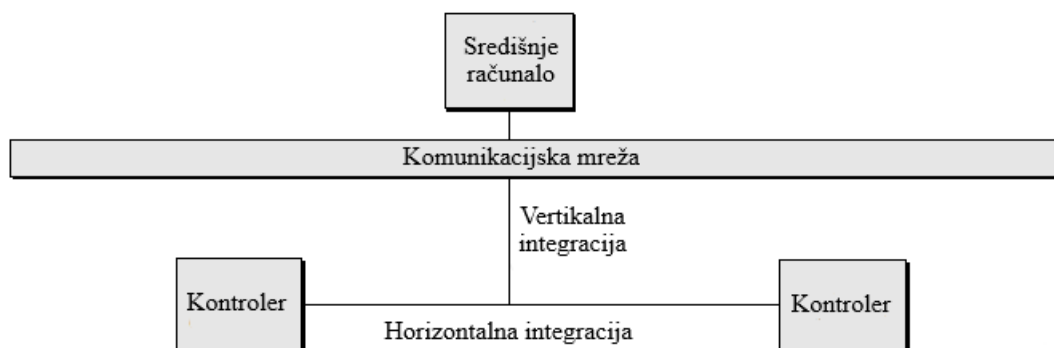 Središnje
računalo
Komunikacijska mreža
Vertikalna
integracija
Kontroler
Kontroler
Horizontalna integracija